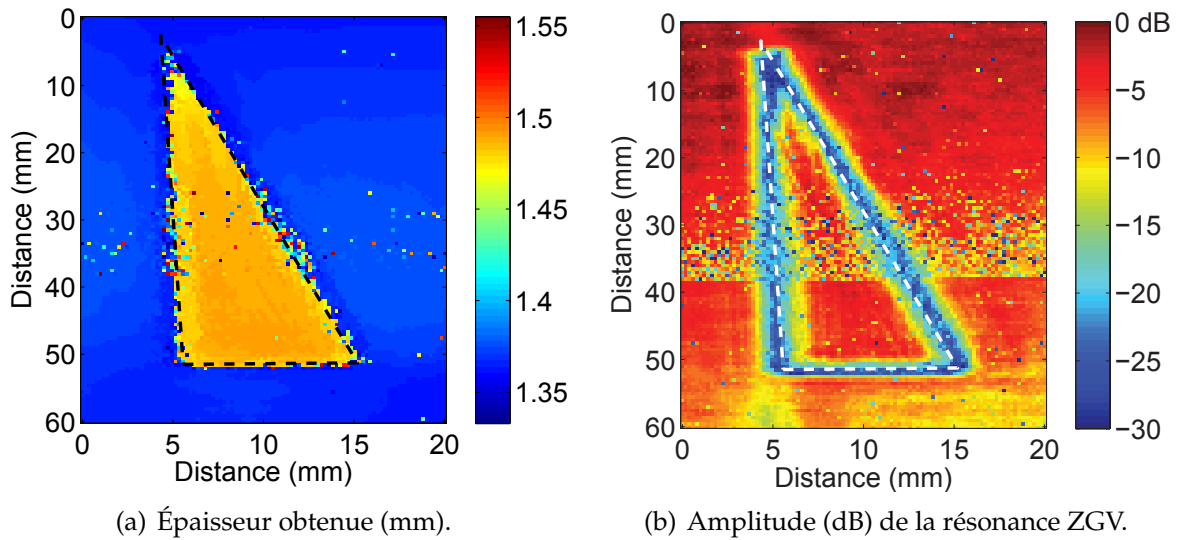 0
10
20
30
40
50
60
Distance (mm)
0 5 10 15 20
Distance (mm)
1.55
1.5
1.45
1.4
1.35
(a) Épaisseur obtenue (mm).
0
10
20
30
40
50
60
Distance (mm)
0 5 10 15 20
Distance (mm)
0 dB
−5
−10
−15
−20
−25
−30
(b) Amplitude (dB) de la résonance ZGV.